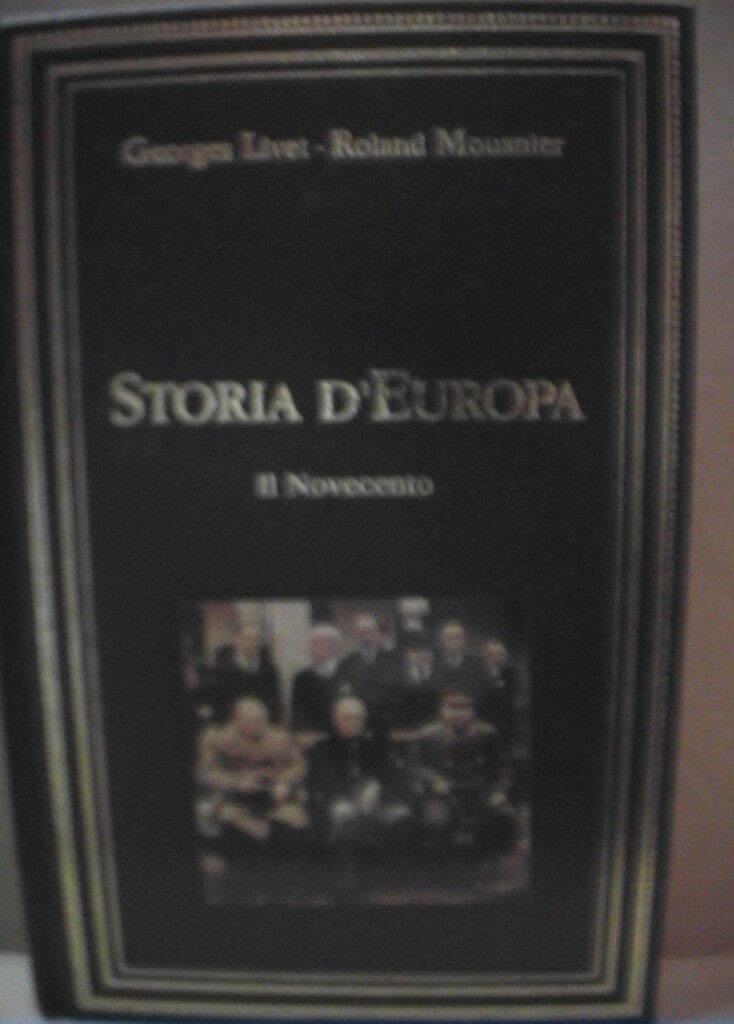 Georges Livet - Roland Mousnier
STORIA D'EUROPA
Il Novecento